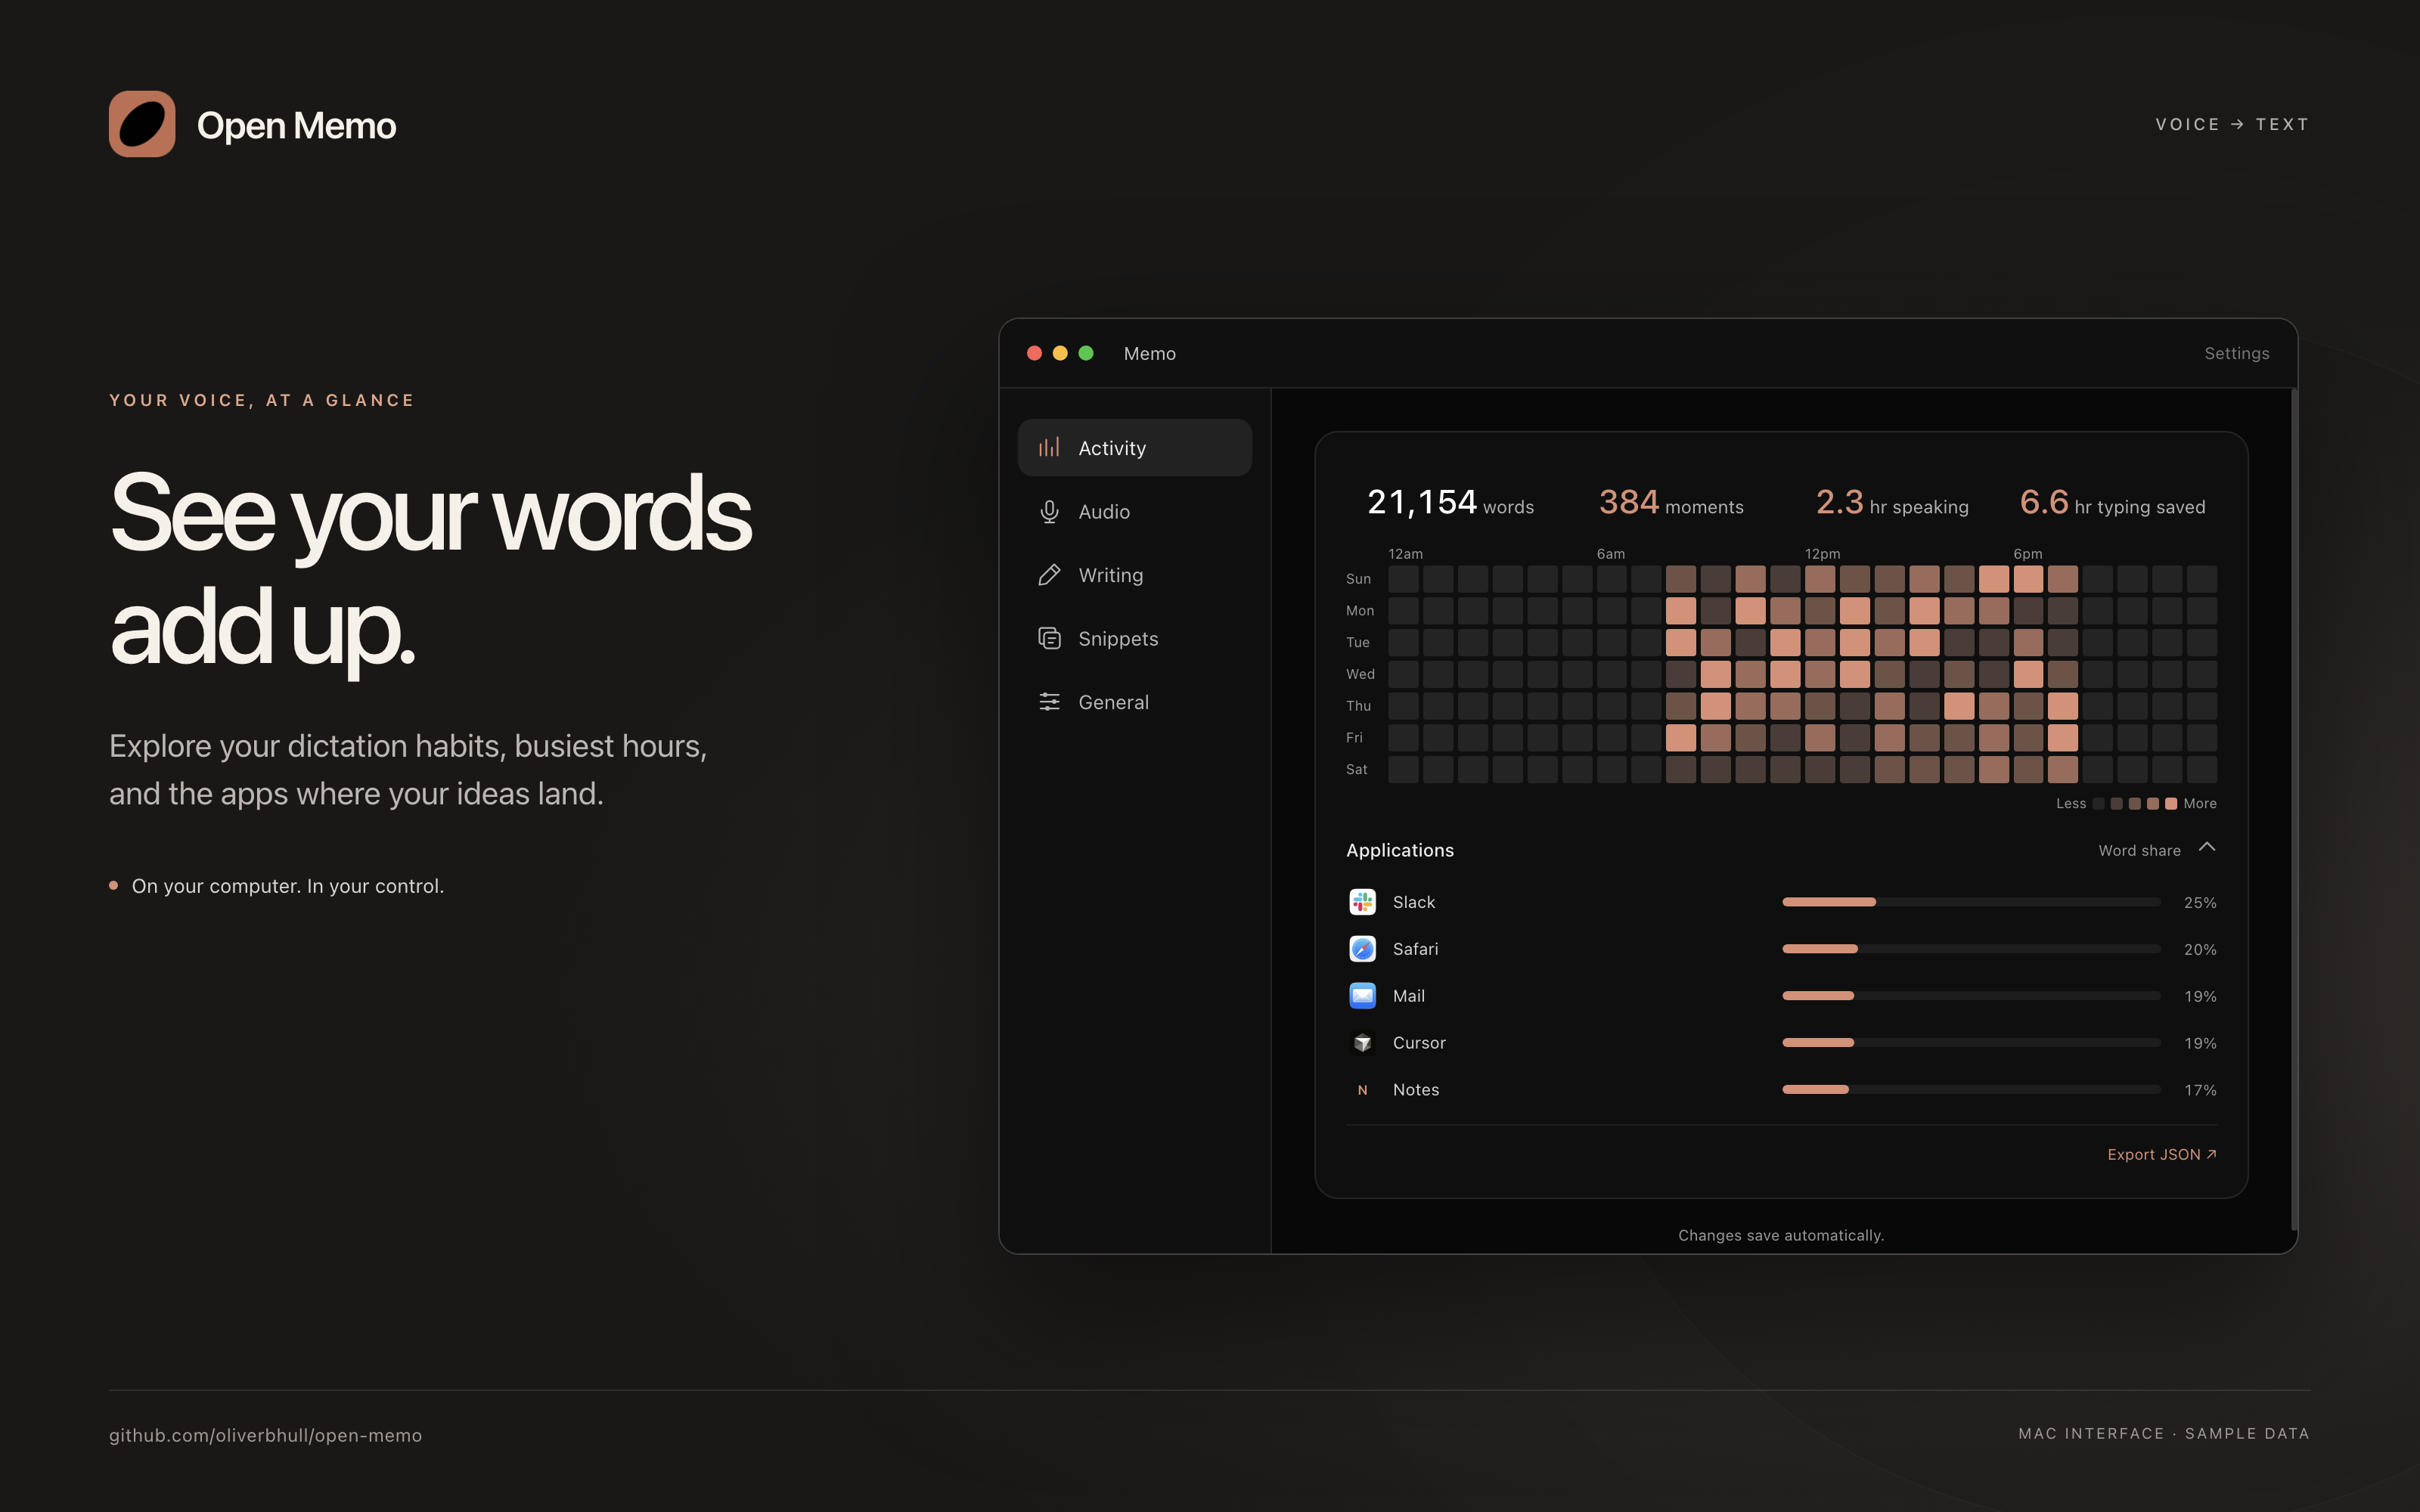 Open Memo
VOICE → TEXT
YOUR VOICE, AT A GLANCE
See your words
add up.
Explore your dictation habits, busiest hours,
and the apps where your ideas land.
On your computer. In your control.
Memo
Settings
Activity
Audio
Writing
Snippets
General
21,154 words 384 moments 2.3 hr speaking 6.6 hr typing saved
12am 6am 12pm 6pm
Sun
Mon
Tue
Wed
Thu
Fri
Sat
Less More
Applications Word share
Slack 25%
Safari 20%
Mail 19%
Cursor 19%
N Notes 17%
Export JSON ↗
Changes save automatically.
github.com/oliverbhull/open-memo
MAC INTERFACE · SAMPLE DATA